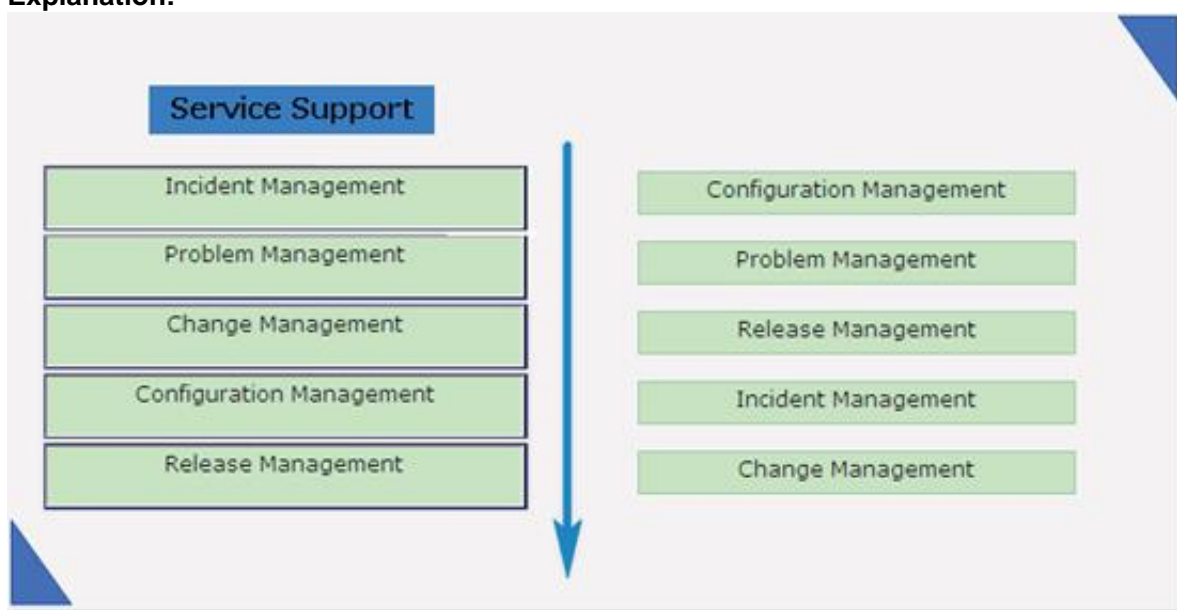 Explanation:
Service Support
Incident Management
Problem Management
Change Management
Configuration Management
Release Management
Configuration Management
Problem Management
Release Management
Incident Management
Change Management